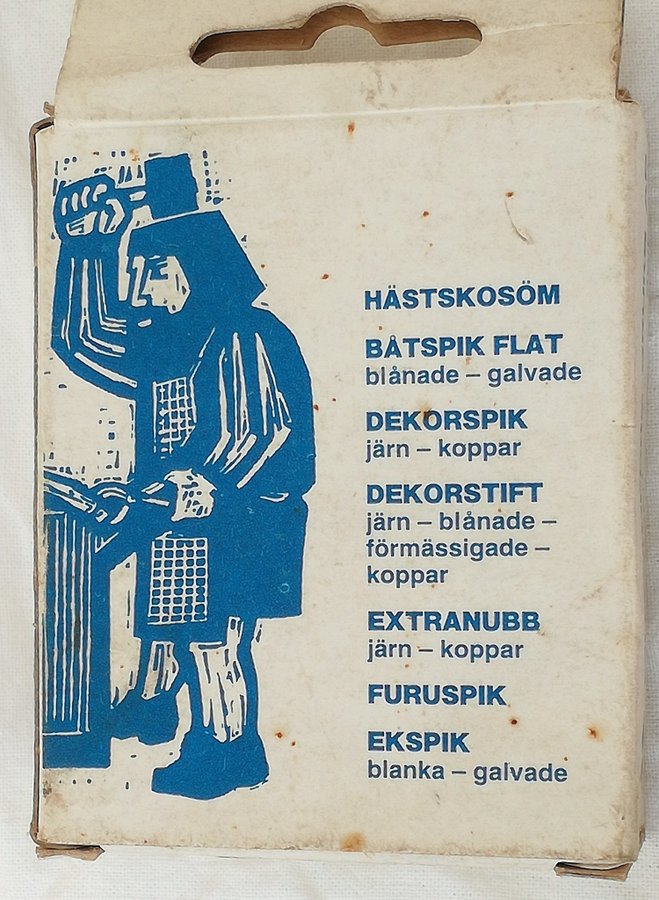 HÄSTSKOSÖM
BÅTSPIK FLAT
blånade – galvade
DEKORSPIK
järn – koppar
DEKORSTIFT
järn – blånade –
förmässigade –
koppar
EXTRANUBB
järn – koppar
FURUSPIK
EKSPIK
blanka – galvade